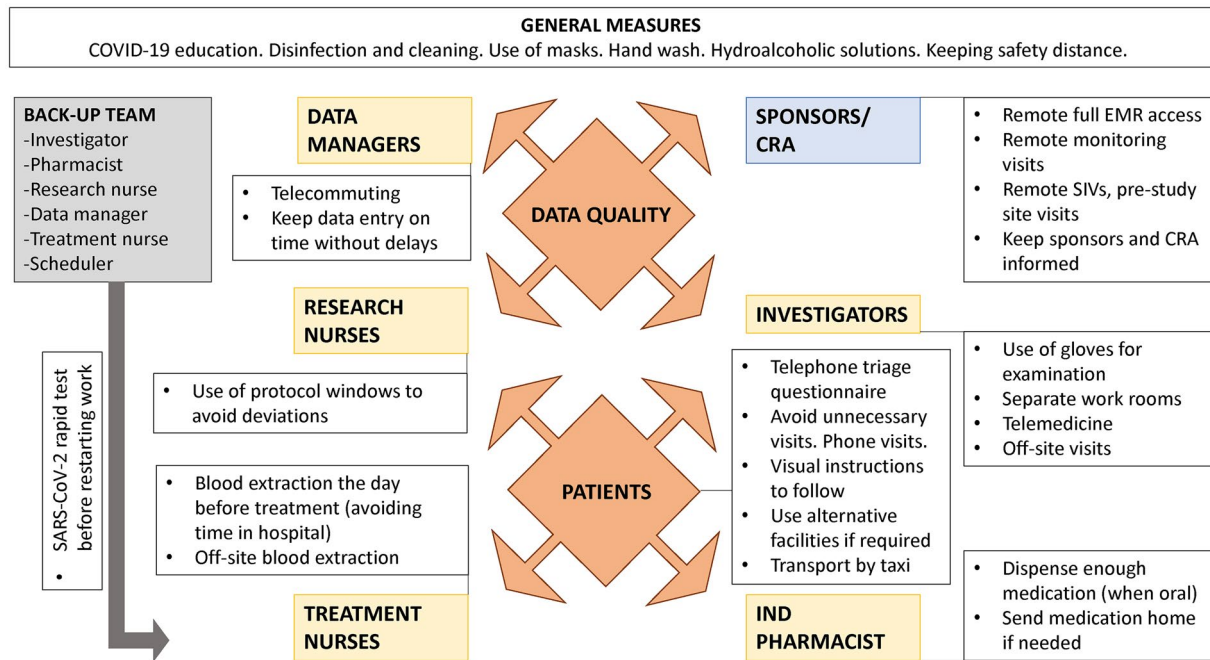 GENERAL MEASURES
COVID-19 education. Disinfection and cleaning. Use of masks. Hand wash. Hydroalcoholic solutions. Keeping safety distance.
BACK-UP TEAM
-Investigator
-Pharmacist
-Research nurse
-Data manager
-Treatment nurse
-Scheduler
• SARS-CoV-2 rapid test
before restarting work
DATA
MANAGERS
• Telecommuting
• Keep data entry on
time without delays
RESEARCH
NURSES
• Use of protocol windows to
avoid deviations
• Blood extraction the day
before treatment (avoiding
time in hospital)
• Off-site blood extraction
TREATMENT
NURSES
DATA QUALITY
PATIENTS
SPONSORS/
CRA
• Remote full EMR access
• Remote monitoring
visits
• Remote SIVs, pre-study
site visits
• Keep sponsors and CRA
informed
INVESTIGATORS
• Use of gloves for
examination
• Separate work rooms
• Telemedicine
• Off-site visits
• Telephone triage
questionnaire
• Avoid unnecessary
visits. Phone visits.
• Visual instructions
to follow
• Use alternative
facilities if required
• Transport by taxi
IND
PHARMACIST
• Dispense enough
medication (when oral)
• Send medication home
if needed